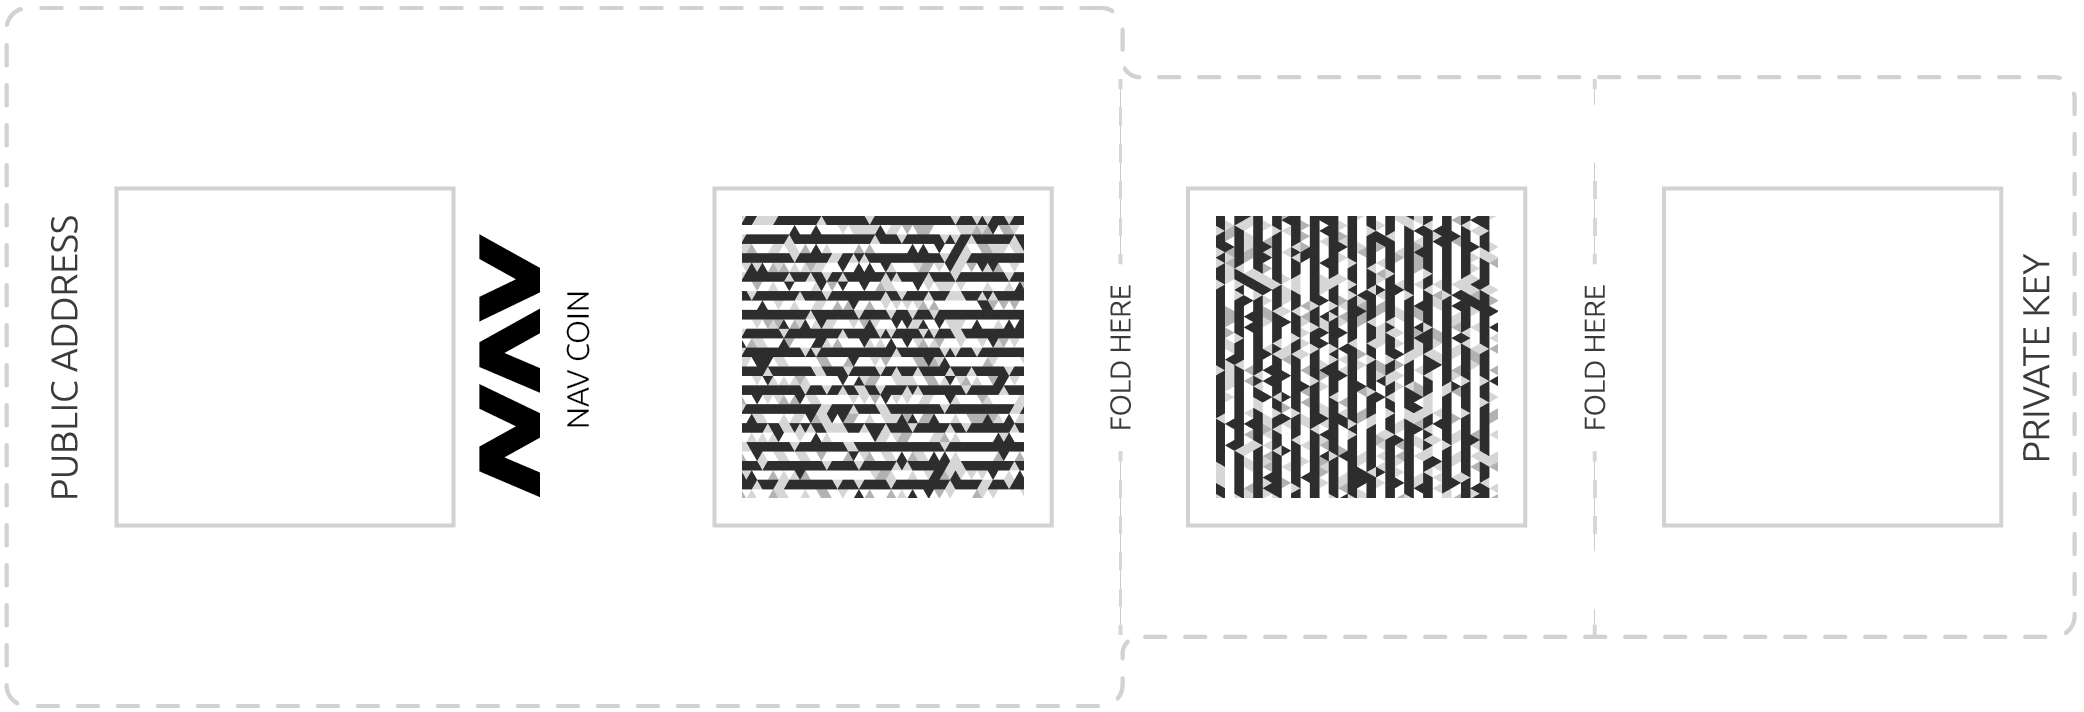 PUBLIC ADDRESS
NAV
NAV COIN
FOLD HERE
FOLD HERE
PRIVATE KEY